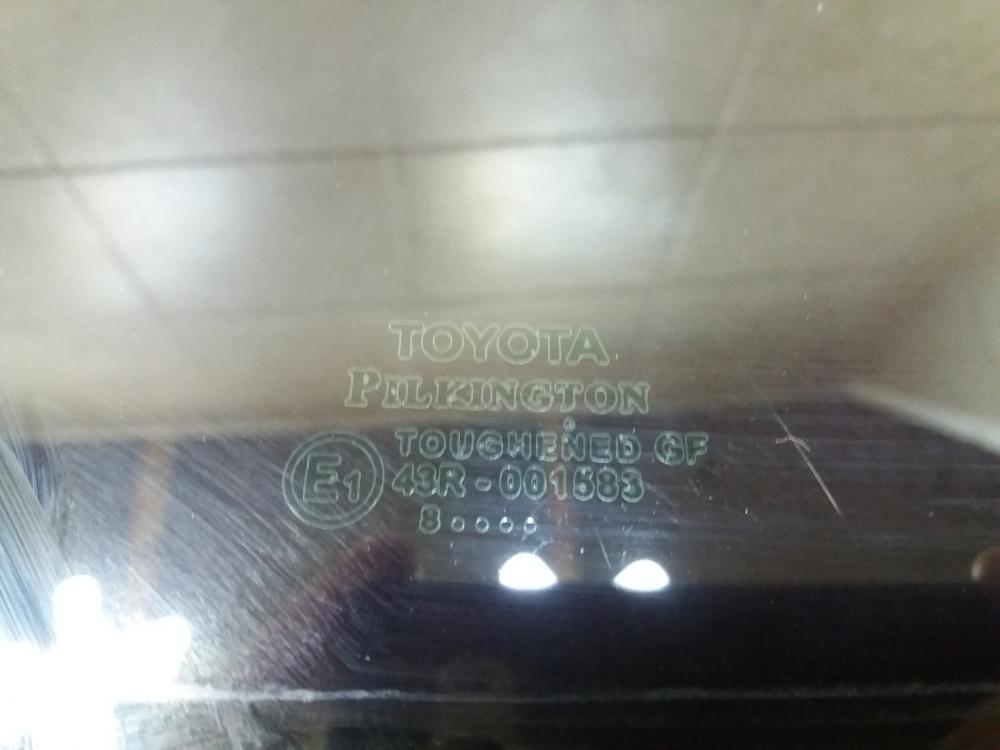 TOYOTA
PILKINGTON
TOUGHENED GF
E1
43R - 001583
8 . . . .